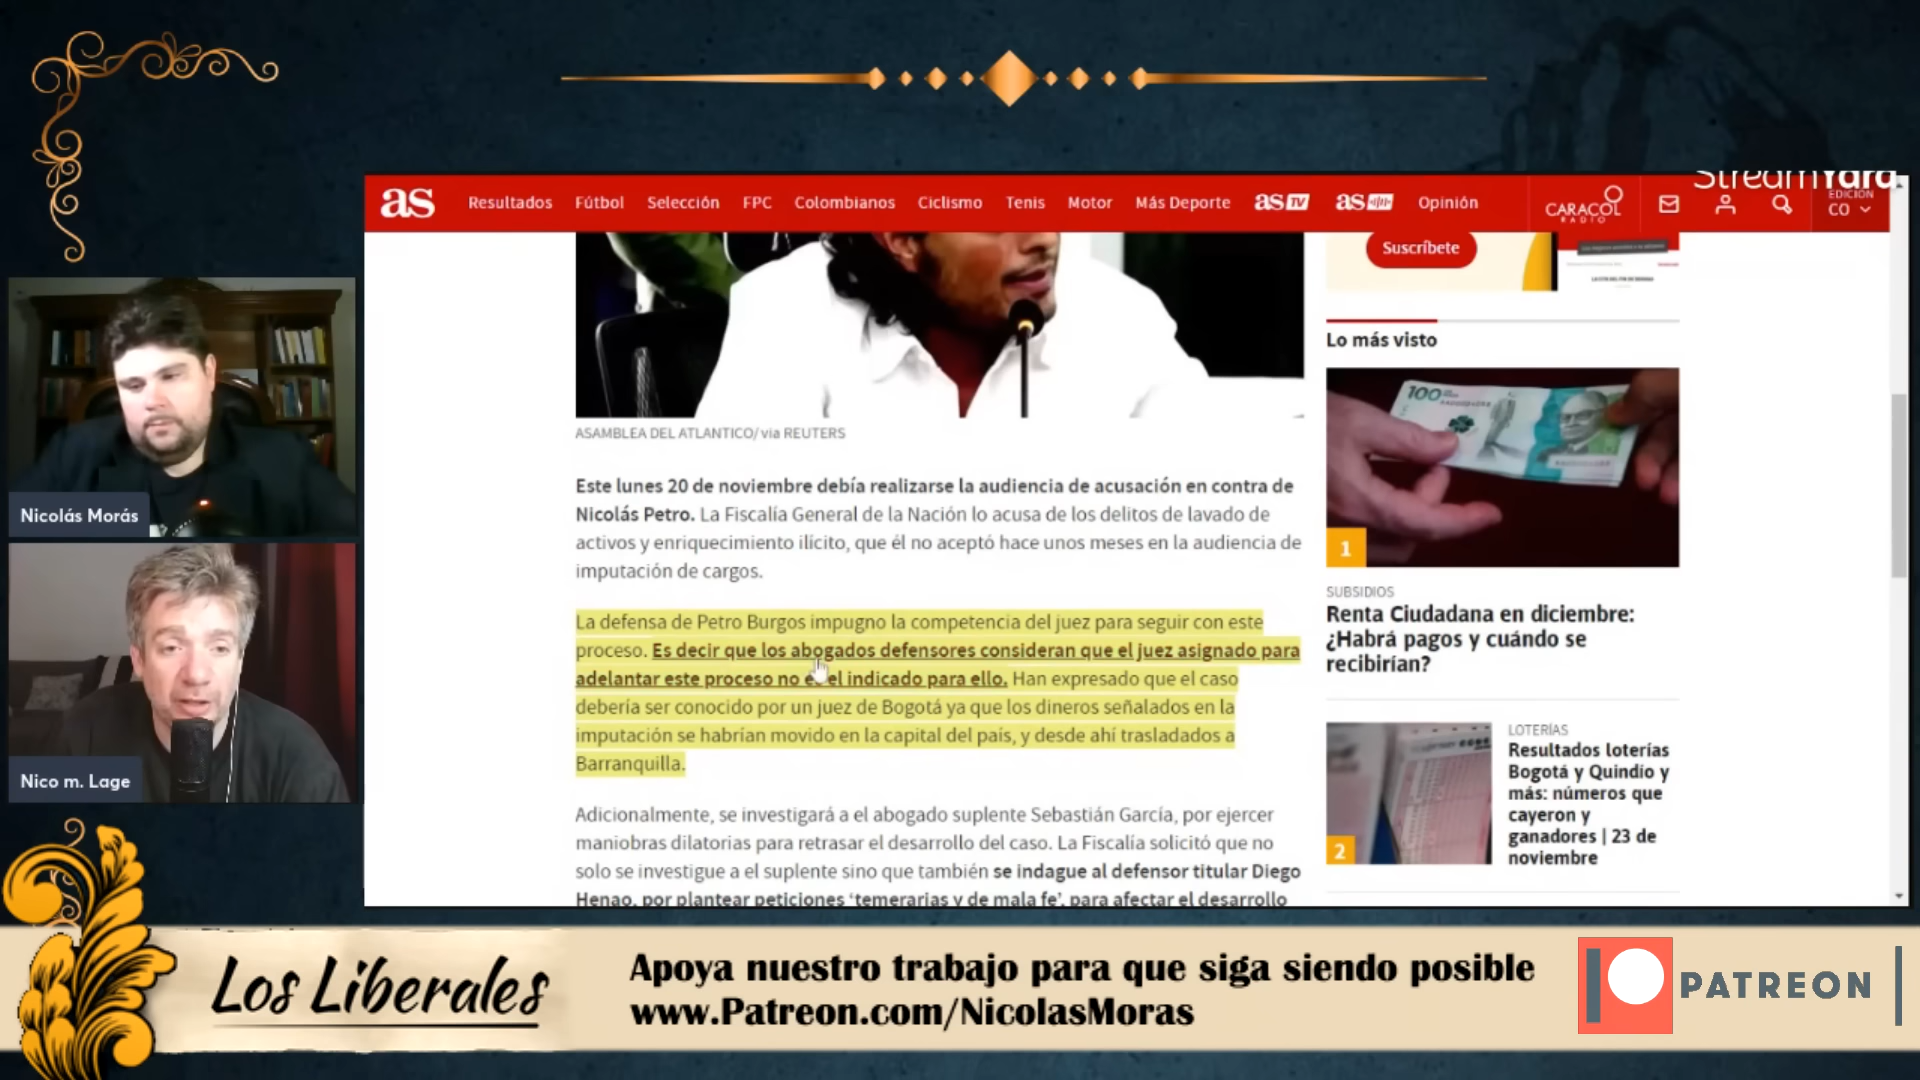 StreamYard
as
Resultados Fútbol Selección FPC Colombianos Ciclismo Tenis Motor Más Deporte as TV as Opinión
CARACOL
RADIO
EDICIÓN
CO
Suscríbete
Lo más visto
ASAMBLEA DEL ATLANTICO/ via REUTERS
Este lunes 20 de noviembre debía realizarse la audiencia de acusación en contra de
Nicolás Petro. La Fiscalía General de la Nación lo acusa de los delitos de lavado de
activos y enriquecimiento ilícito, que él no aceptó hace unos meses en la audiencia de
imputación de cargos.
La defensa de Petro Burgos impugno la competencia del juez para seguir con este
proceso. Es decir que los abogados defensores consideran que el juez asignado para
adelantar este proceso no es el indicado para ello. Han expresado que el caso
debería ser conocido por un juez de Bogotá ya que los dineros señalados en la
imputación se habrían movido en la capital del país, y desde ahí trasladados a
Barranquilla.
Adicionalmente, se investigará a el abogado suplente Sebastián García, por ejercer
maniobras dilatorias para retrasar el desarrollo del caso. La Fiscalía solicitó que no
solo se investigue a el suplente sino que también se indague al defensor titular Diego
Henao, por plantear peticiones ‘temerarias y de mala fe’, para afectar el desarrollo
100
1
SUBSIDIOS
Renta Ciudadana en diciembre:
¿Habrá pagos y cuándo se
recibirían?
2
LOTERÍAS
Resultados loterías
Bogotá y Quindío y
más: números que
cayeron y
ganadores | 23 de
noviembre
Nicolás Morás
Nico m. Lage
Los Liberales
Apoya nuestro trabajo para que siga siendo posible
www.Patreon.com/NicolasMoras
PATREON